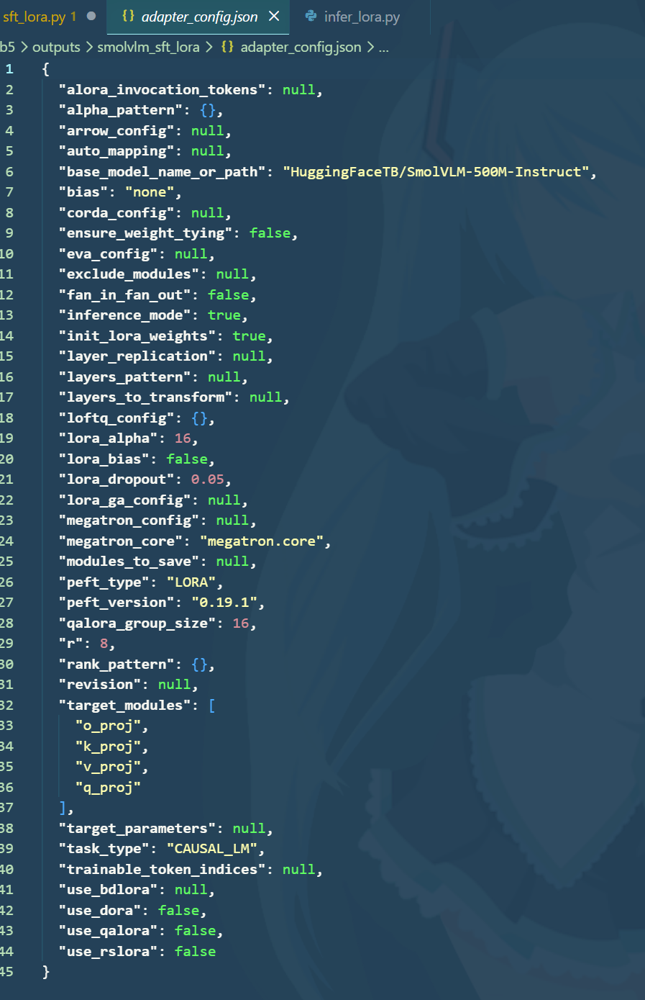 sft_lora.py 1 ● {} adapter_config.json × infer_lora.py
b5 > outputs > smolvlm_sft_lora > {} adapter_config.json > ...
1 {
2 "alora_invocation_tokens": null,
3 "alpha_pattern": {},
4 "arrow_config": null,
5 "auto_mapping": null,
6 "base_model_name_or_path": "HuggingFaceTB/SmolVLM-500M-Instruct",
7 "bias": "none",
8 "corda_config": null,
9 "ensure_weight_tying": false,
10 "eva_config": null,
11 "exclude_modules": null,
12 "fan_in_fan_out": false,
13 "inference_mode": true,
14 "init_lora_weights": true,
15 "layer_replication": null,
16 "layers_pattern": null,
17 "layers_to_transform": null,
18 "loftq_config": {},
19 "lora_alpha": 16,
20 "lora_bias": false,
21 "lora_dropout": 0.05,
22 "lora_ga_config": null,
23 "megatron_config": null,
24 "megatron_core": "megatron.core",
25 "modules_to_save": null,
26 "peft_type": "LORA",
27 "peft_version": "0.19.1",
28 "qalora_group_size": 16,
29 "r": 8,
30 "rank_pattern": {},
31 "revision": null,
32 "target_modules": [
33 "o_proj",
34 "k_proj",
35 "v_proj",
36 "q_proj"
37 ],
38 "target_parameters": null,
39 "task_type": "CAUSAL_LM",
40 "trainable_token_indices": null,
41 "use_bdlora": null,
42 "use_dora": false,
43 "use_qalora": false,
44 "use_rslora": false
45 }